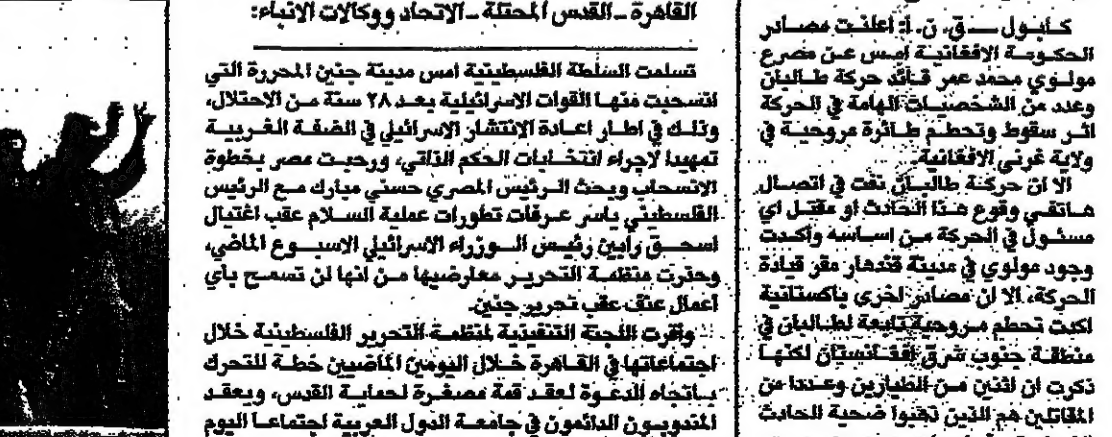 كابول ــ ق. ن. أ: اعلنت مصادر
الحكومة الافغانية امس عن مصرع
مولوي محمد عمر قائد حركة طالبان
وعدد من الشخصيات الهامة في الحركة
اثر سقوط وتحطم طائرة مروحية في
ولاية غزني الافغانية.
الا ان حركة طالبان نفت في اتصال
هاتفي وقوع هذا الحادث او مقتل اي
مسئول في الحركة من اساسه وأكدت
وجود مولوي في مدينة قندهار مقر قيادة
الحركة، الا ان مصادر اخرى باكستانية
اكدت تحطم مروحية تابعة لطالبان في
منطقة جنوب شرق افغانستان لكنها
ذكرت ان اثنين من الطيارين وعددا من
المقاتلين هم الذين ذهبوا ضحية الحادث
القاهرة ـ القدس المحتلة ـ الاتحاد ووكالات الانباء:
تسلمت السلطة الفلسطينية امس مدينة جنين المحررة التي
انسحبت منها القوات الاسرائيلية بعد ٢٨ سنة من الاحتلال،
وذلك في اطار اعادة الانتشار الاسرائيلي في الضفة الغربية
تمهيدا لاجراء انتخابات الحكم الذاتي، ورحبت مصر بخطوة
الانسحاب وبحث الرئيس المصري حسني مبارك مع الرئيس
الفلسطيني ياسر عرفات تطورات عملية السلام عقب اغتيال
اسحق رابين رئيس الوزراء الاسرائيلي الاسبوع الماضي،
وحذرت منظمة التحرير معارضيها من انها لن تسمح بأي
اعمال عنف عقب تحرير جنين.
وأقرت اللجنة التنفيذية لمنظمة التحرير الفلسطينية خلال
اجتماعاتها في القاهرة خلال اليومين الماضيين خطة للتحرك
باتجاه الدعوة لعقد قمة مصغرة لحماية القدس، ويعقد
المندوبون الدائمون في جامعة الدول العربية اجتماعا اليوم